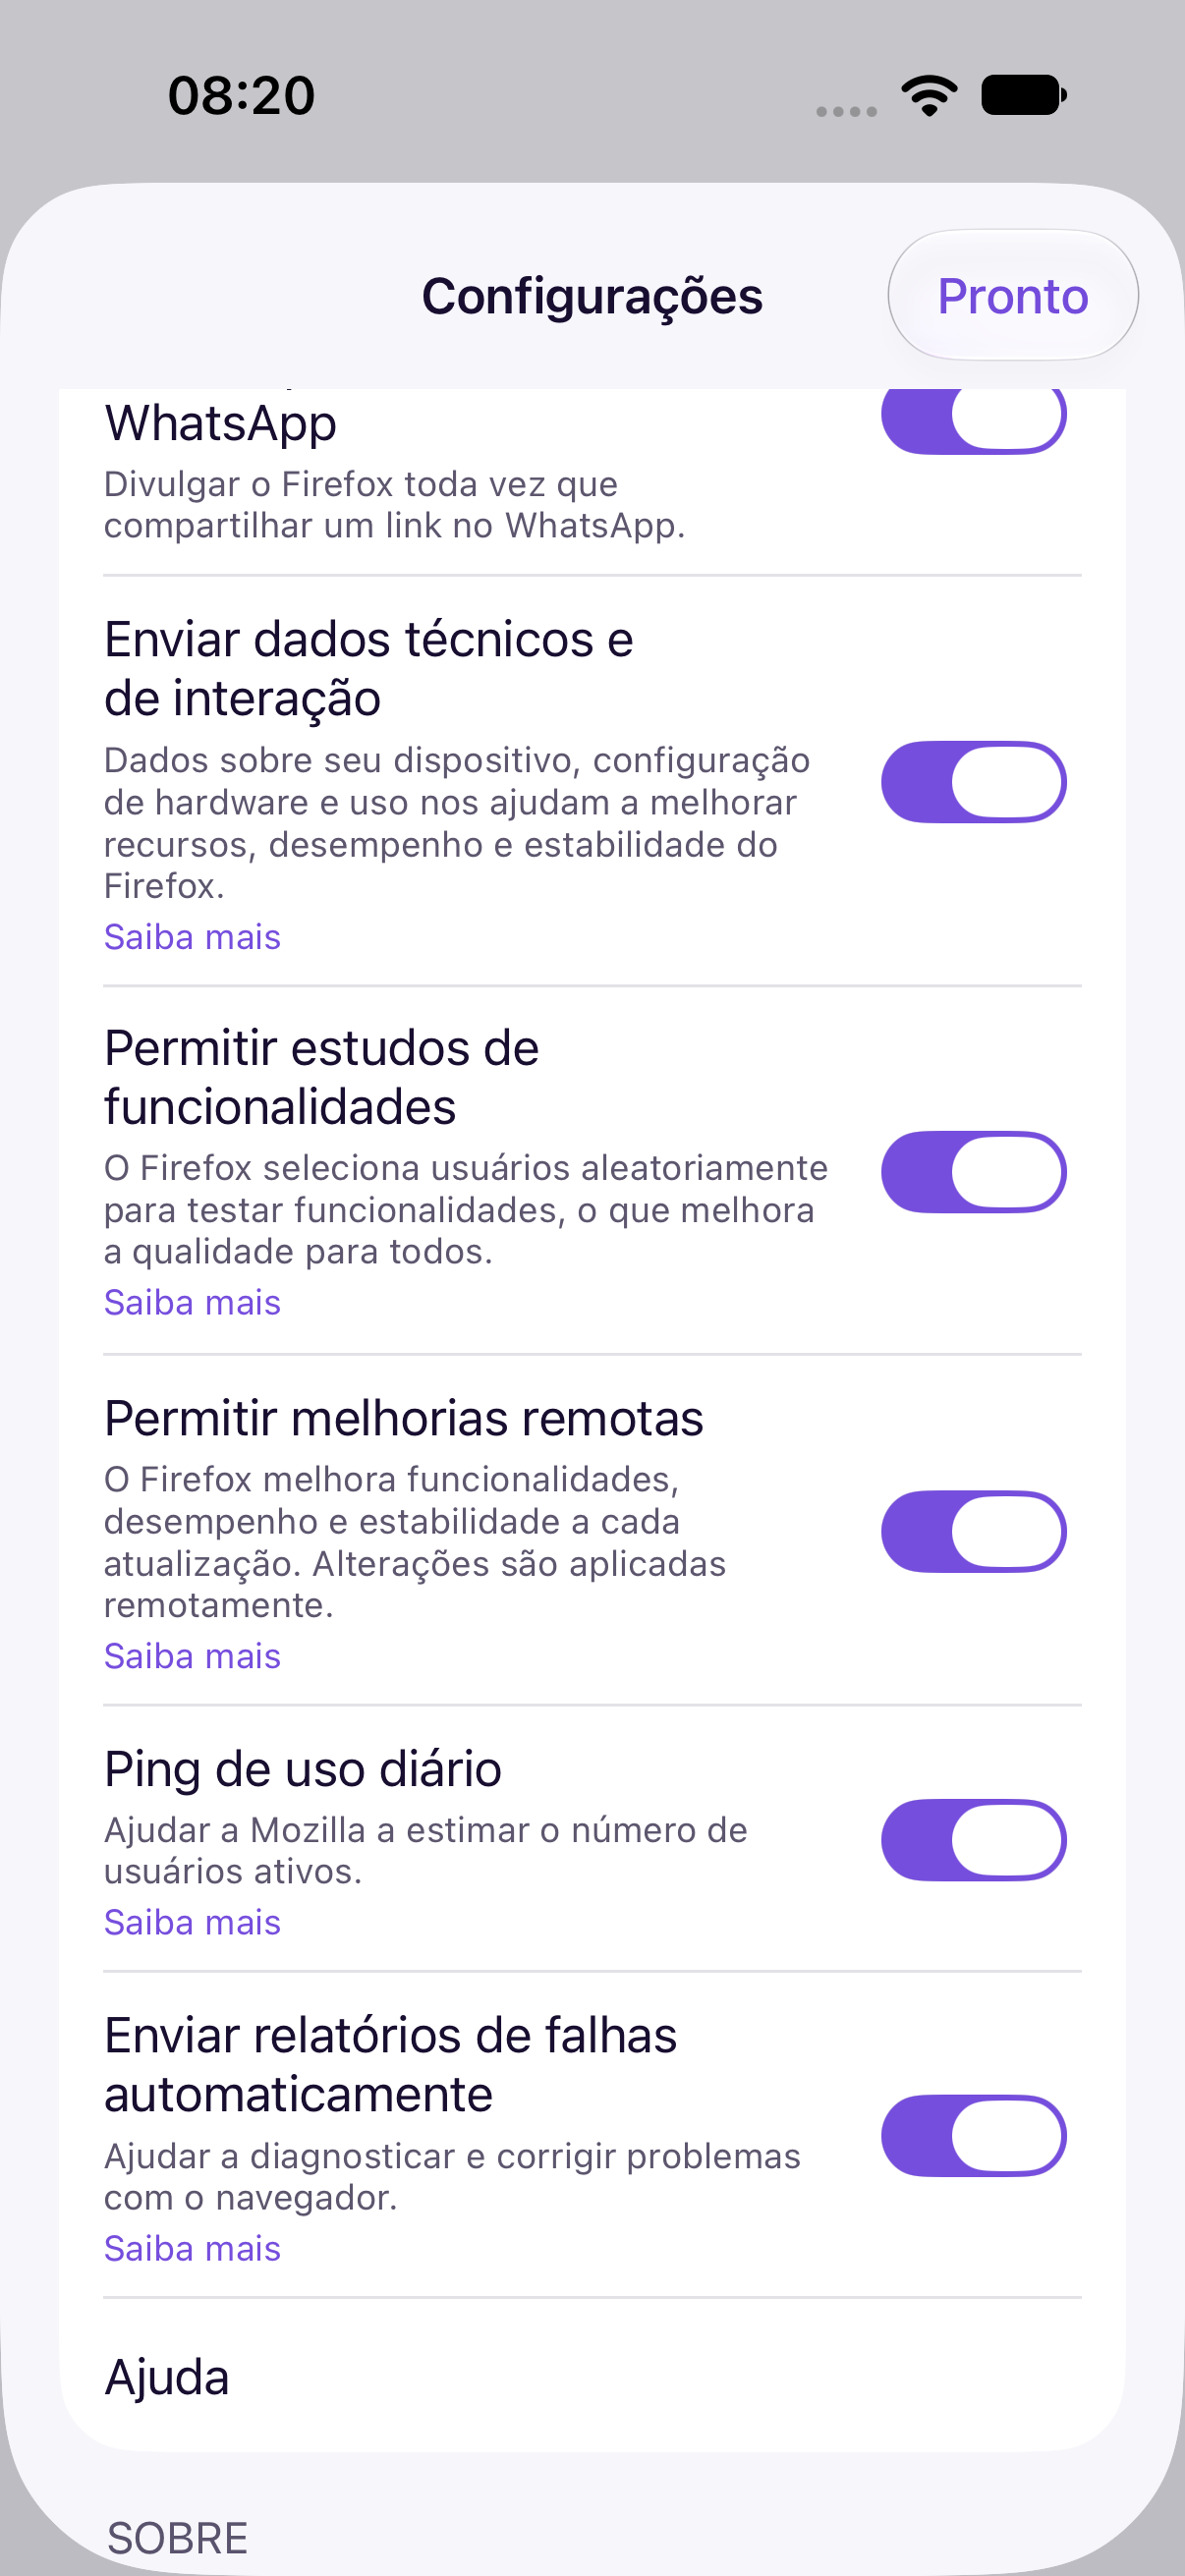 08:20
Configurações
Pronto
WhatsApp
Divulgar o Firefox toda vez que
compartilhar um link no WhatsApp.
Enviar dados técnicos e
de interação
Dados sobre seu dispositivo, configuração
de hardware e uso nos ajudam a melhorar
recursos, desempenho e estabilidade do
Firefox.
Saiba mais
Permitir estudos de
funcionalidades
O Firefox seleciona usuários aleatoriamente
para testar funcionalidades, o que melhora
a qualidade para todos.
Saiba mais
Permitir melhorias remotas
O Firefox melhora funcionalidades,
desempenho e estabilidade a cada
atualização. Alterações são aplicadas
remotamente.
Saiba mais
Ping de uso diário
Ajudar a Mozilla a estimar o número de
usuários ativos.
Saiba mais
Enviar relatórios de falhas
automaticamente
Ajudar a diagnosticar e corrigir problemas
com o navegador.
Saiba mais
Ajuda
SOBRE